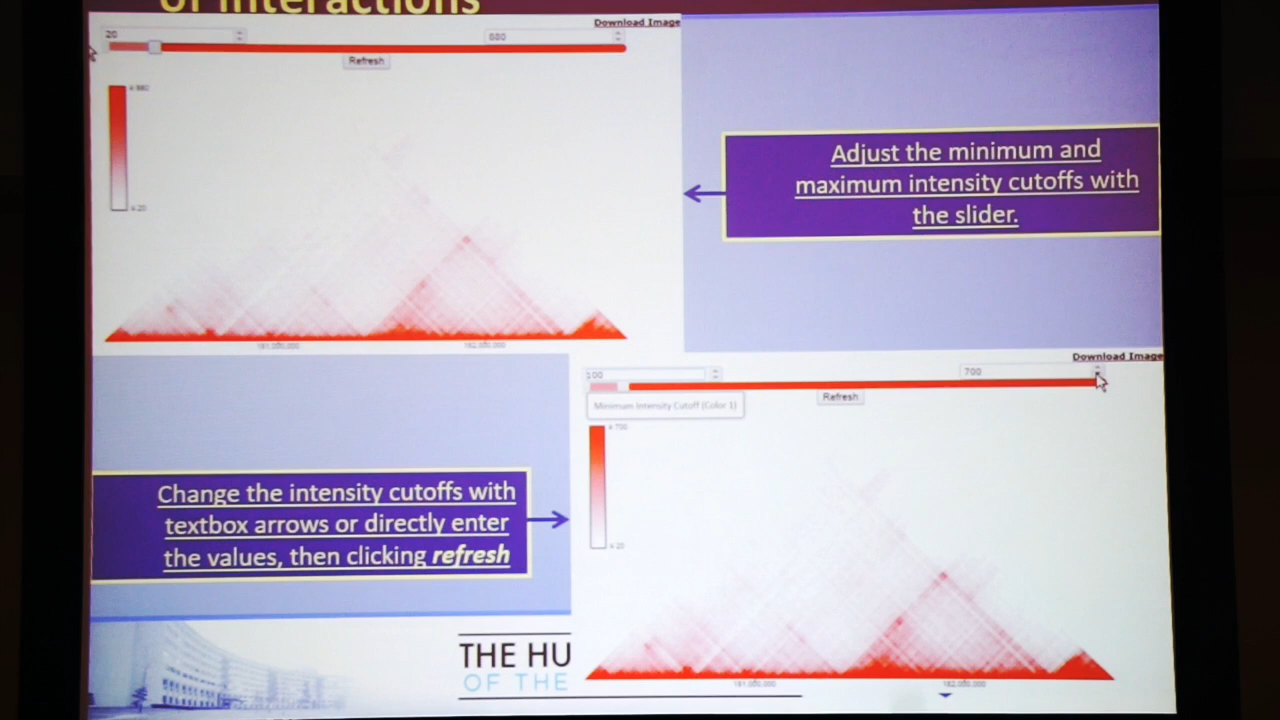 of interactions
Download Image
20
880
Refresh
Adjust the minimum and
maximum intensity cutoffs with
the slider.
Download Image
100
700
Minimum Intensity Cutoff (Color 1)
Refresh
Change the intensity cutoffs with
textbox arrows or directly enter
the values, then clicking refresh
THE HU
OF THE